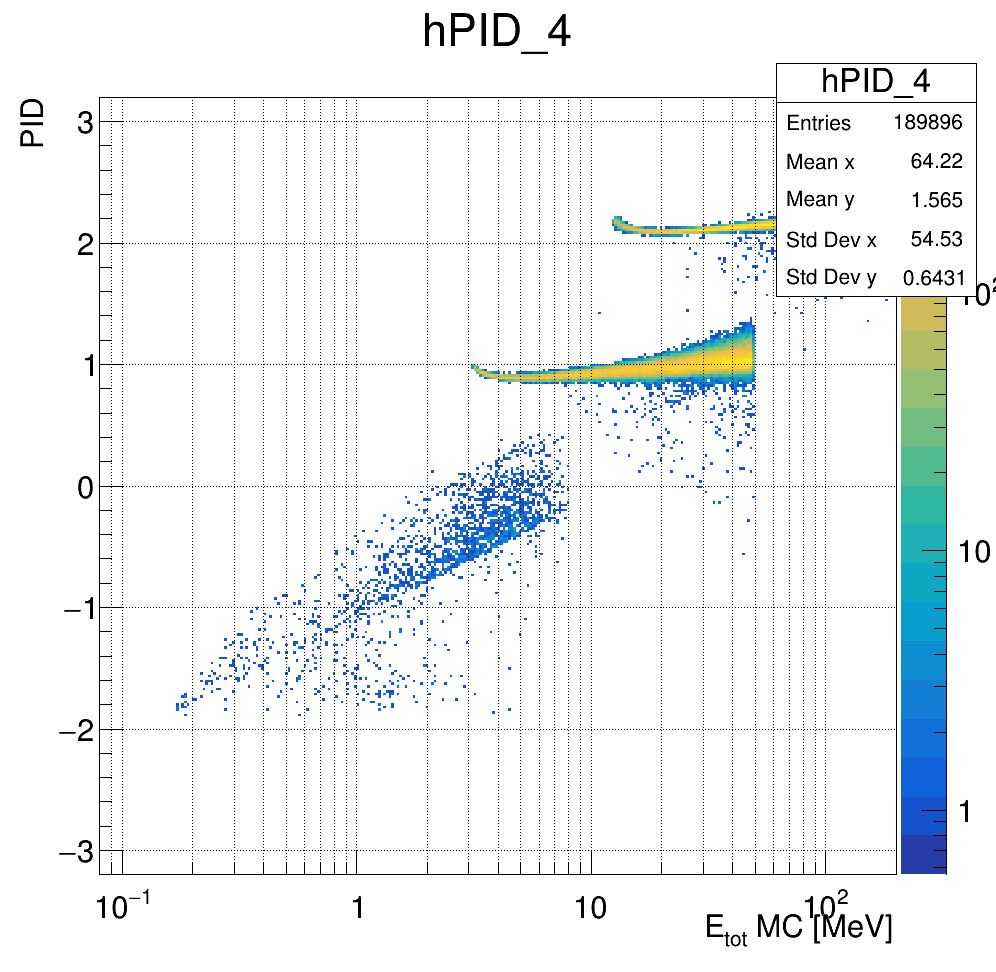 hPID_4
hPID_4
Entries 189896
Mean x 64.22
Mean y 1.565
Std Dev x 54.53
Std Dev y 0.6431
PID
3
2
1
0
−1
−2
−3
10⁻¹
1
10
10²
E_tot MC [MeV]
10²
10
1